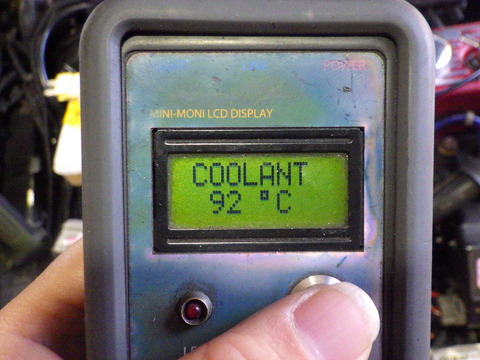 POWER
MINI-MONI LCD DISPLAY
COOLANT
92 °C